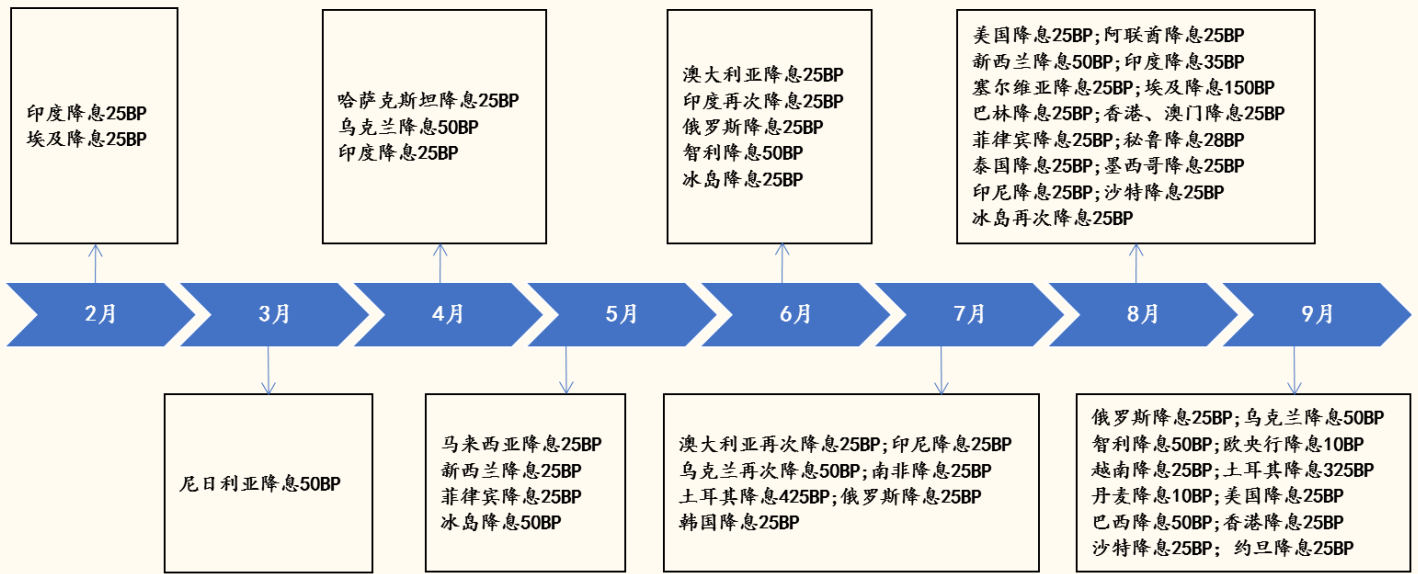 印度降息25BP
埃及降息25BP
哈萨克斯坦降息25BP
乌克兰降息50BP
印度降息25BP
澳大利亚降息25BP
印度再次降息25BP
俄罗斯降息25BP
智利降息50BP
冰岛降息25BP
美国降息25BP;阿联酋降息25BP
新西兰降息50BP;印度降息35BP
塞尔维亚降息25BP;埃及降息150BP
巴林降息25BP;香港、澳门降息25BP
菲律宾降息25BP;秘鲁降息28BP
泰国降息25BP;墨西哥降息25BP
印尼降息25BP;沙特降息25BP
冰岛再次降息25BP
2月
3月
4月
5月
6月
7月
8月
9月
尼日利亚降息50BP
马来西亚降息25BP
新西兰降息25BP
菲律宾降息25BP
冰岛降息50BP
澳大利亚再次降息25BP;印尼降息25BP
乌克兰再次降息50BP;南非降息25BP
土耳其降息425BP;俄罗斯降息25BP
韩国降息25BP
俄罗斯降息25BP;乌克兰降息50BP
智利降息50BP;欧央行降息10BP
越南降息25BP;土耳其降息325BP
丹麦降息10BP;美国降息25BP
巴西降息50BP;香港降息25BP
沙特降息25BP; 约旦降息25BP